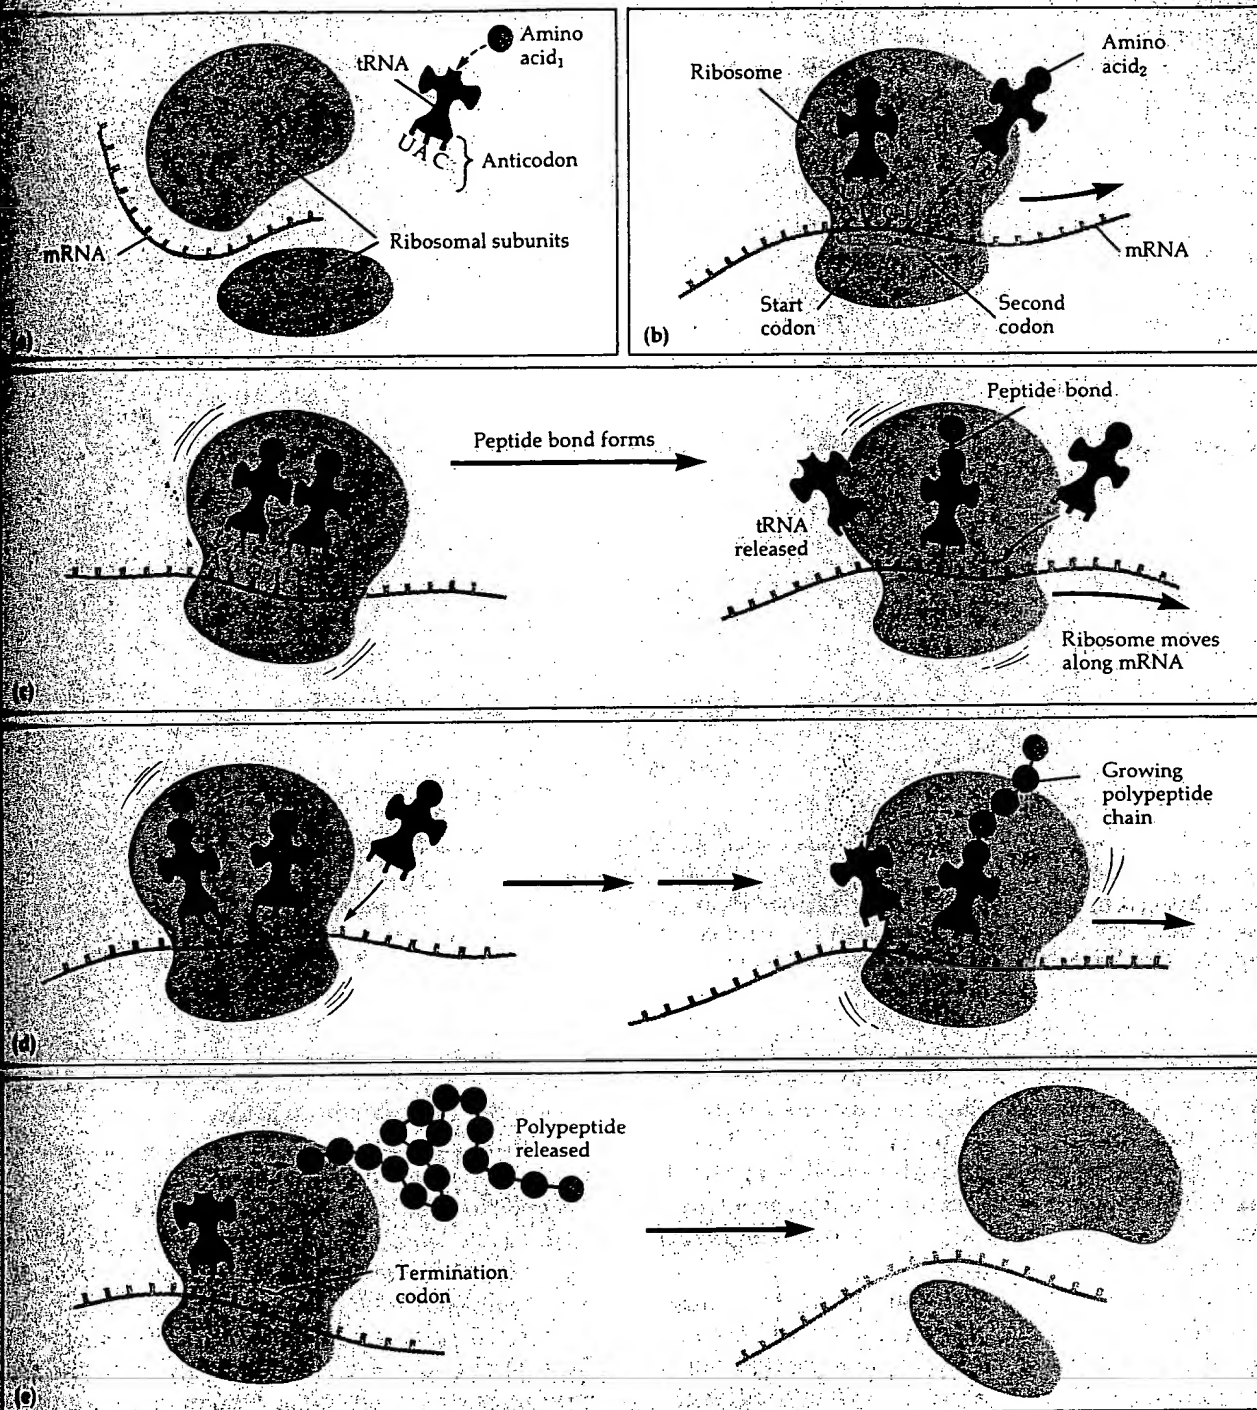 Amino
acid₁
tRNA
UAC
Anticodon
mRNA
Ribosomal subunits
(a)
Ribosome
Amino
acid₂
mRNA
Start
codon
Second
codon
(b)
Peptide bond forms
Peptide bond
tRNA
released
Ribosome moves
along mRNA
(c)
Growing
polypeptide
chain
(d)
Polypeptide
released
Termination
codon
(e)